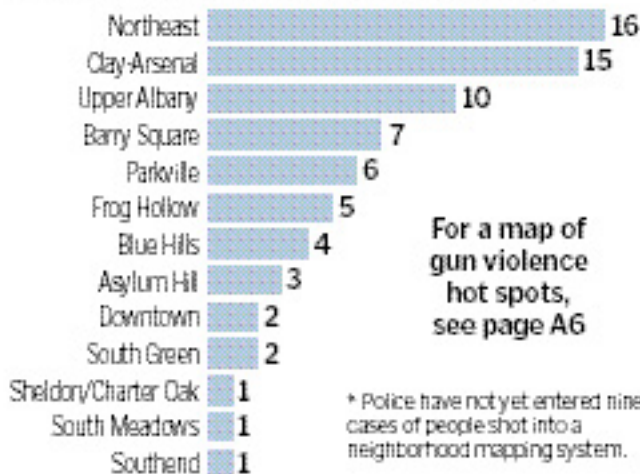 Northeast 16
Clay-Arsenal 15
Upper Albany 10
Barry Square 7
Parkville 6
Frog Hollow 5
Blue Hills 4
Asylum Hill 3
Downtown 2
South Green 2
Sheldon/Charter Oak 1
South Meadows 1
Southend 1
For a map of
gun violence
hot spots,
see page A6
* Police have not yet entered nine
cases of people shot into a
neighborhood mapping system.